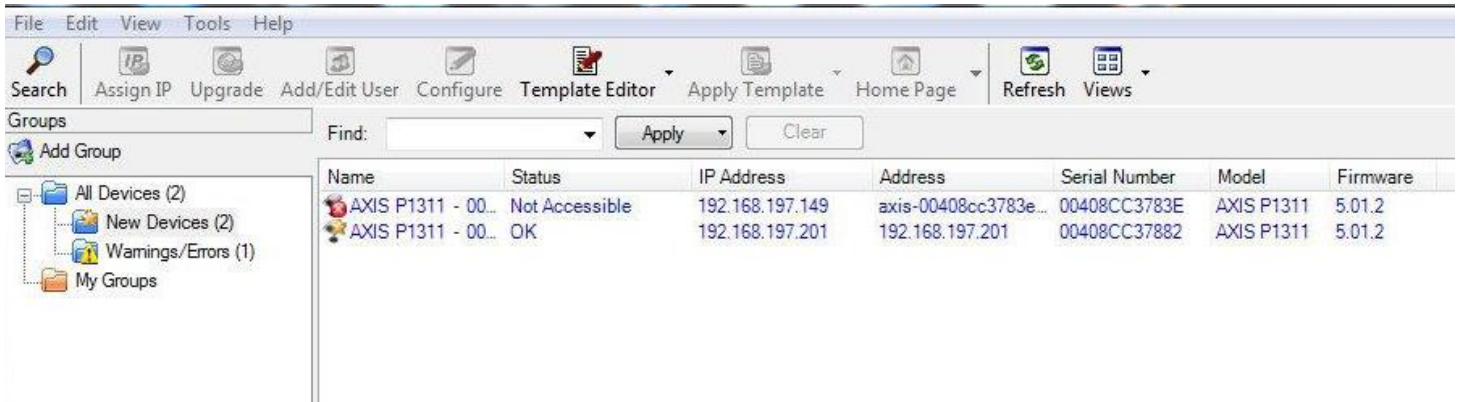 File Edit View Tools Help
Search Assign IP Upgrade Add/Edit User Configure Template Editor Apply Template Home Page Refresh Views
Groups
Add Group
All Devices (2)
New Devices (2)
Warnings/Errors (1)
My Groups
Find: Apply Clear
Name Status IP Address Address Serial Number Model Firmware
AXIS P1311 - 00... Not Accessible 192.168.197.149 axis-00408cc3783e... 00408CC3783E AXIS P1311 5.01.2
AXIS P1311 - 00... OK 192.168.197.201 192.168.197.201 00408CC37882 AXIS P1311 5.01.2